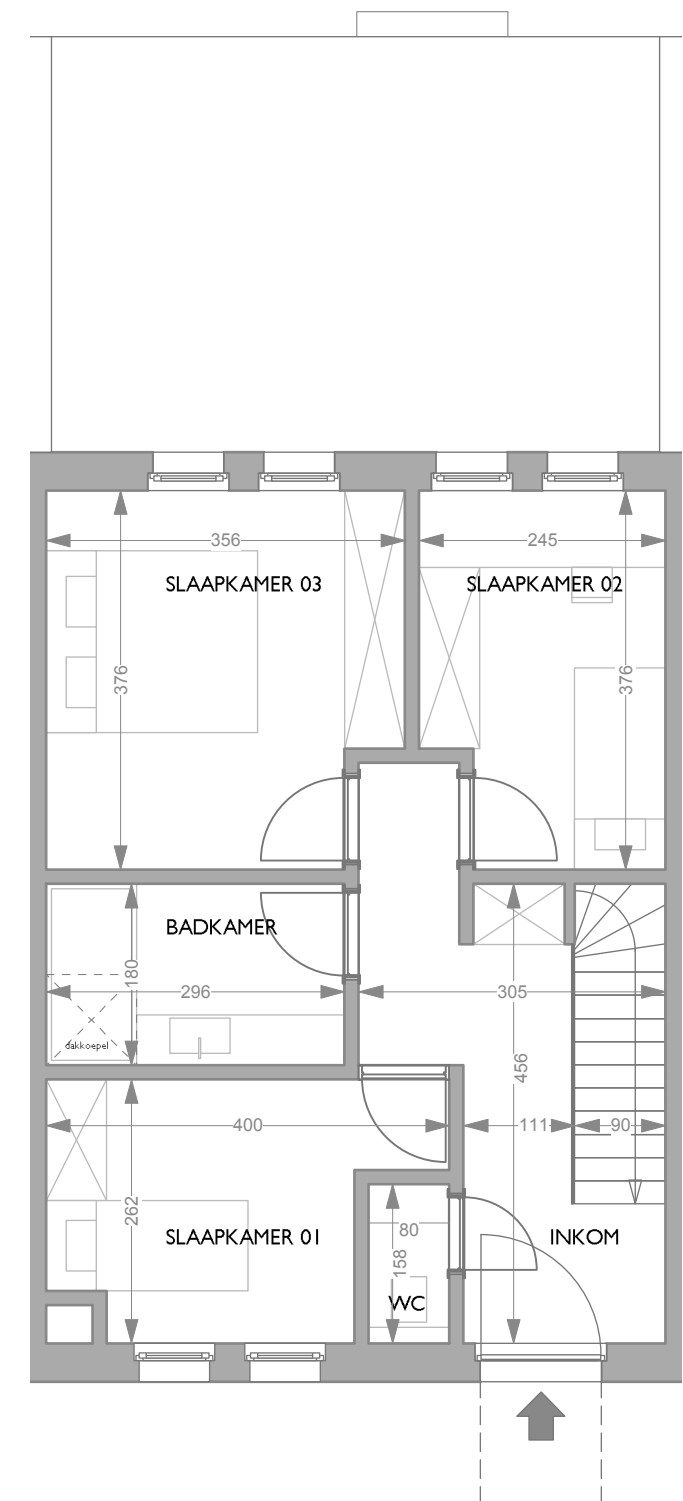 356
245
SLAAPKAMER 03
SLAAPKAMER 02
376
376
BADKAMER
180
296
305
dakkoepel
456
400
111
90
262
SLAAPKAMER 01
80
INKOM
158
WC